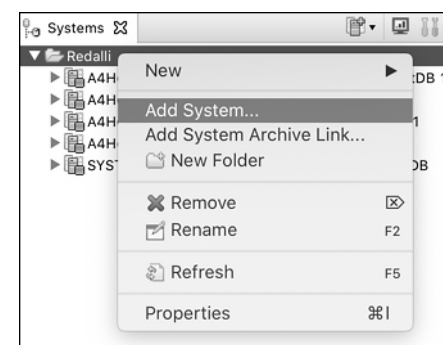 Systems
Redalli
A4H
New
DB 1
A4H
Add System...
A4H
Add System Archive Link...
1
A4H
New Folder
SYS
DB
Remove
Rename F2
Refresh F5
Properties ⌘I